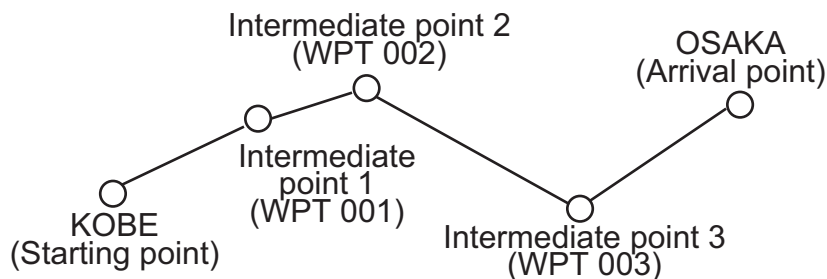 Intermediate point 2
(WPT 002)
OSAKA
(Arrival point)
Intermediate
point 1
(WPT 001)
KOBE
(Starting point)
Intermediate point 3
(WPT 003)